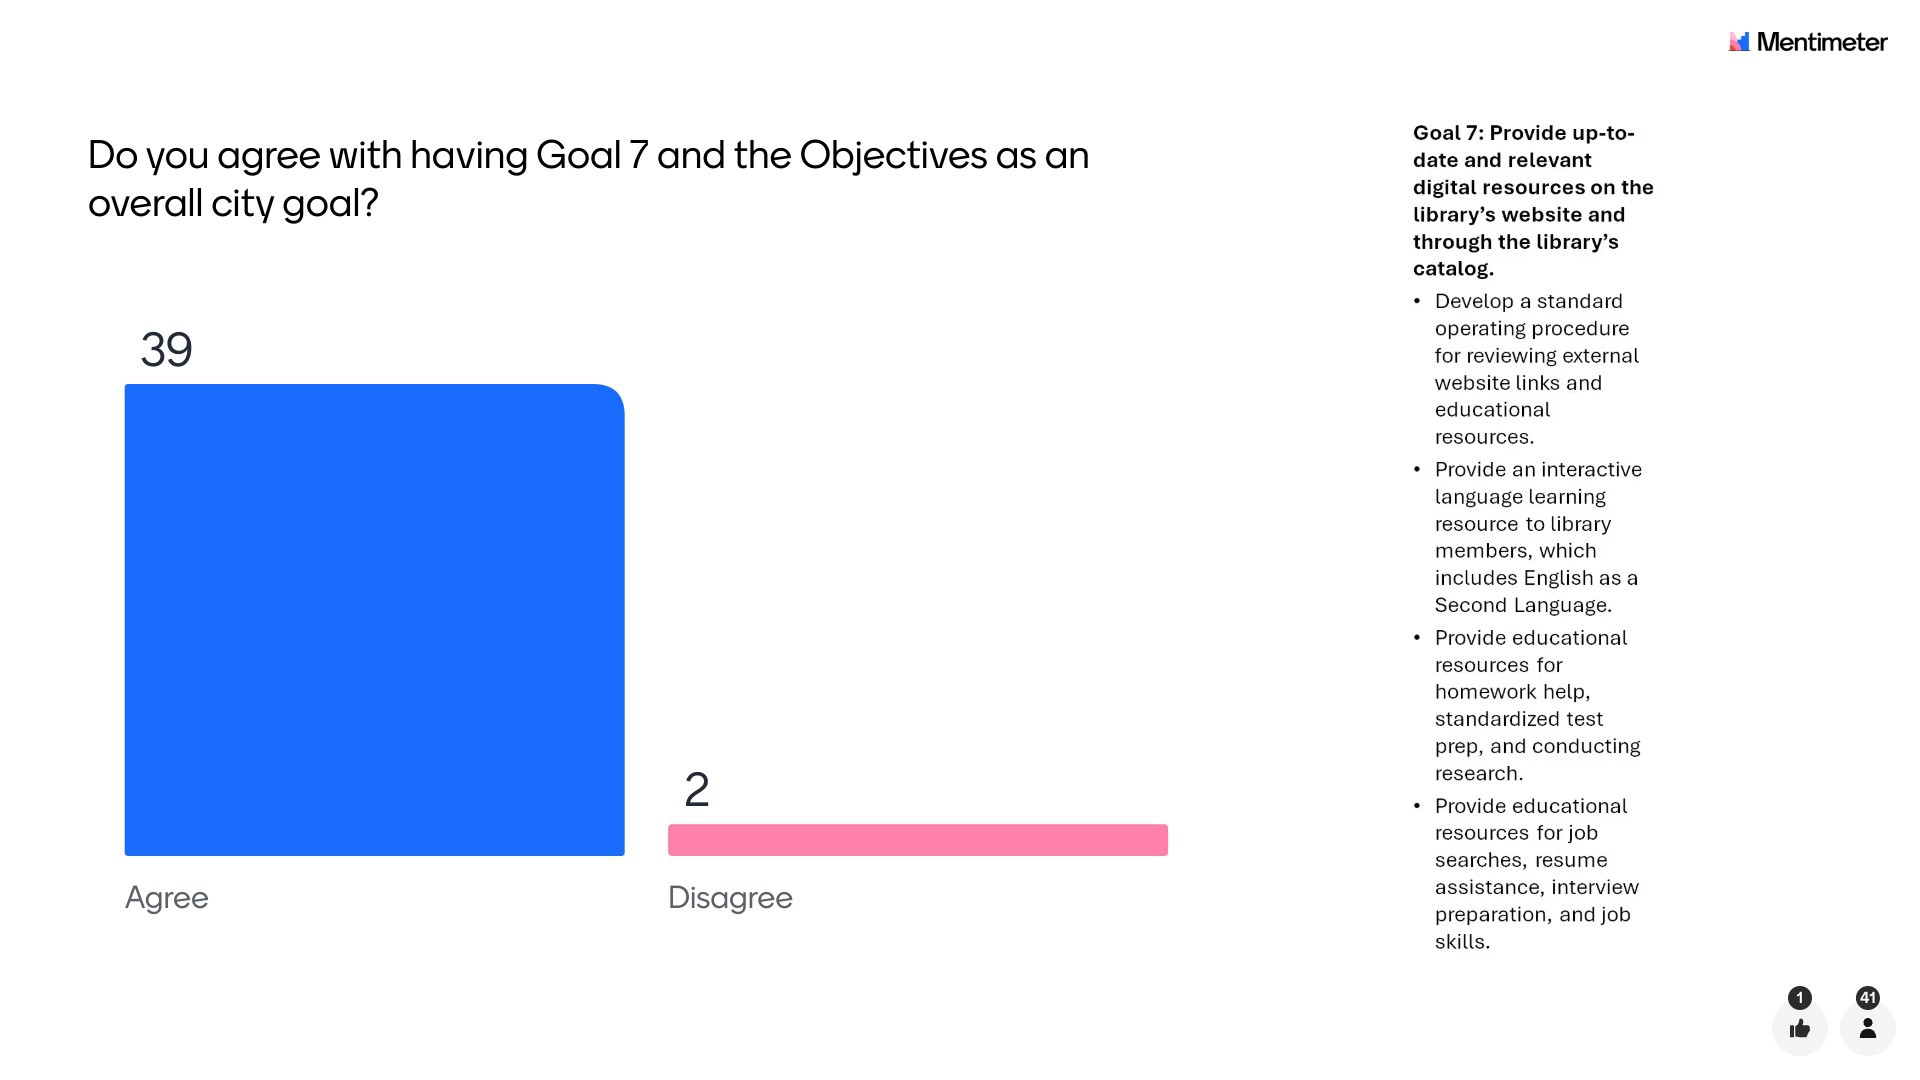 Mentimeter
Do you agree with having Goal 7 and the Objectives as an
overall city goal?
39
Agree
2
Disagree
Goal 7: Provide up-to-
date and relevant
digital resources on the
library’s website and
through the library’s
catalog.
• Develop a standard
operating procedure
for reviewing external
website links and
educational
resources.
• Provide an interactive
language learning
resource to library
members, which
includes English as a
Second Language.
• Provide educational
resources for
homework help,
standardized test
prep, and conducting
research.
• Provide educational
resources for job
searches, resume
assistance, interview
preparation, and job
skills.
1
41